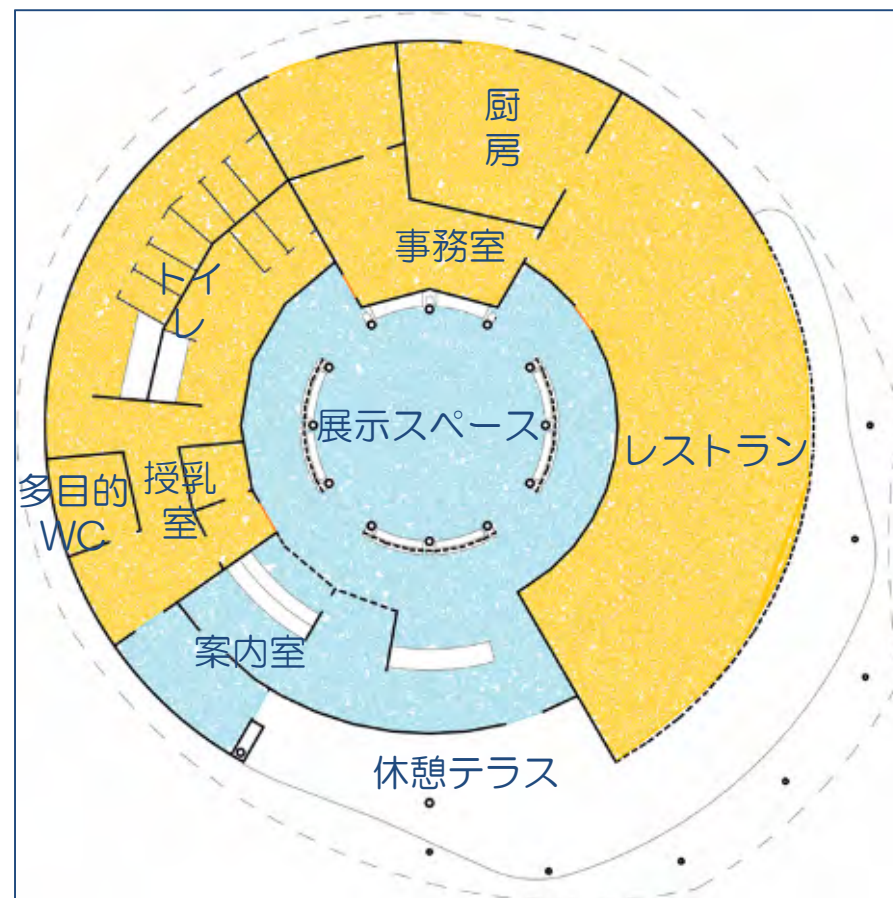 厨
房
事務室
トイ
レ
展示スペース
レストラン
多目的
WC
授乳
室
案内室
休憩テラス